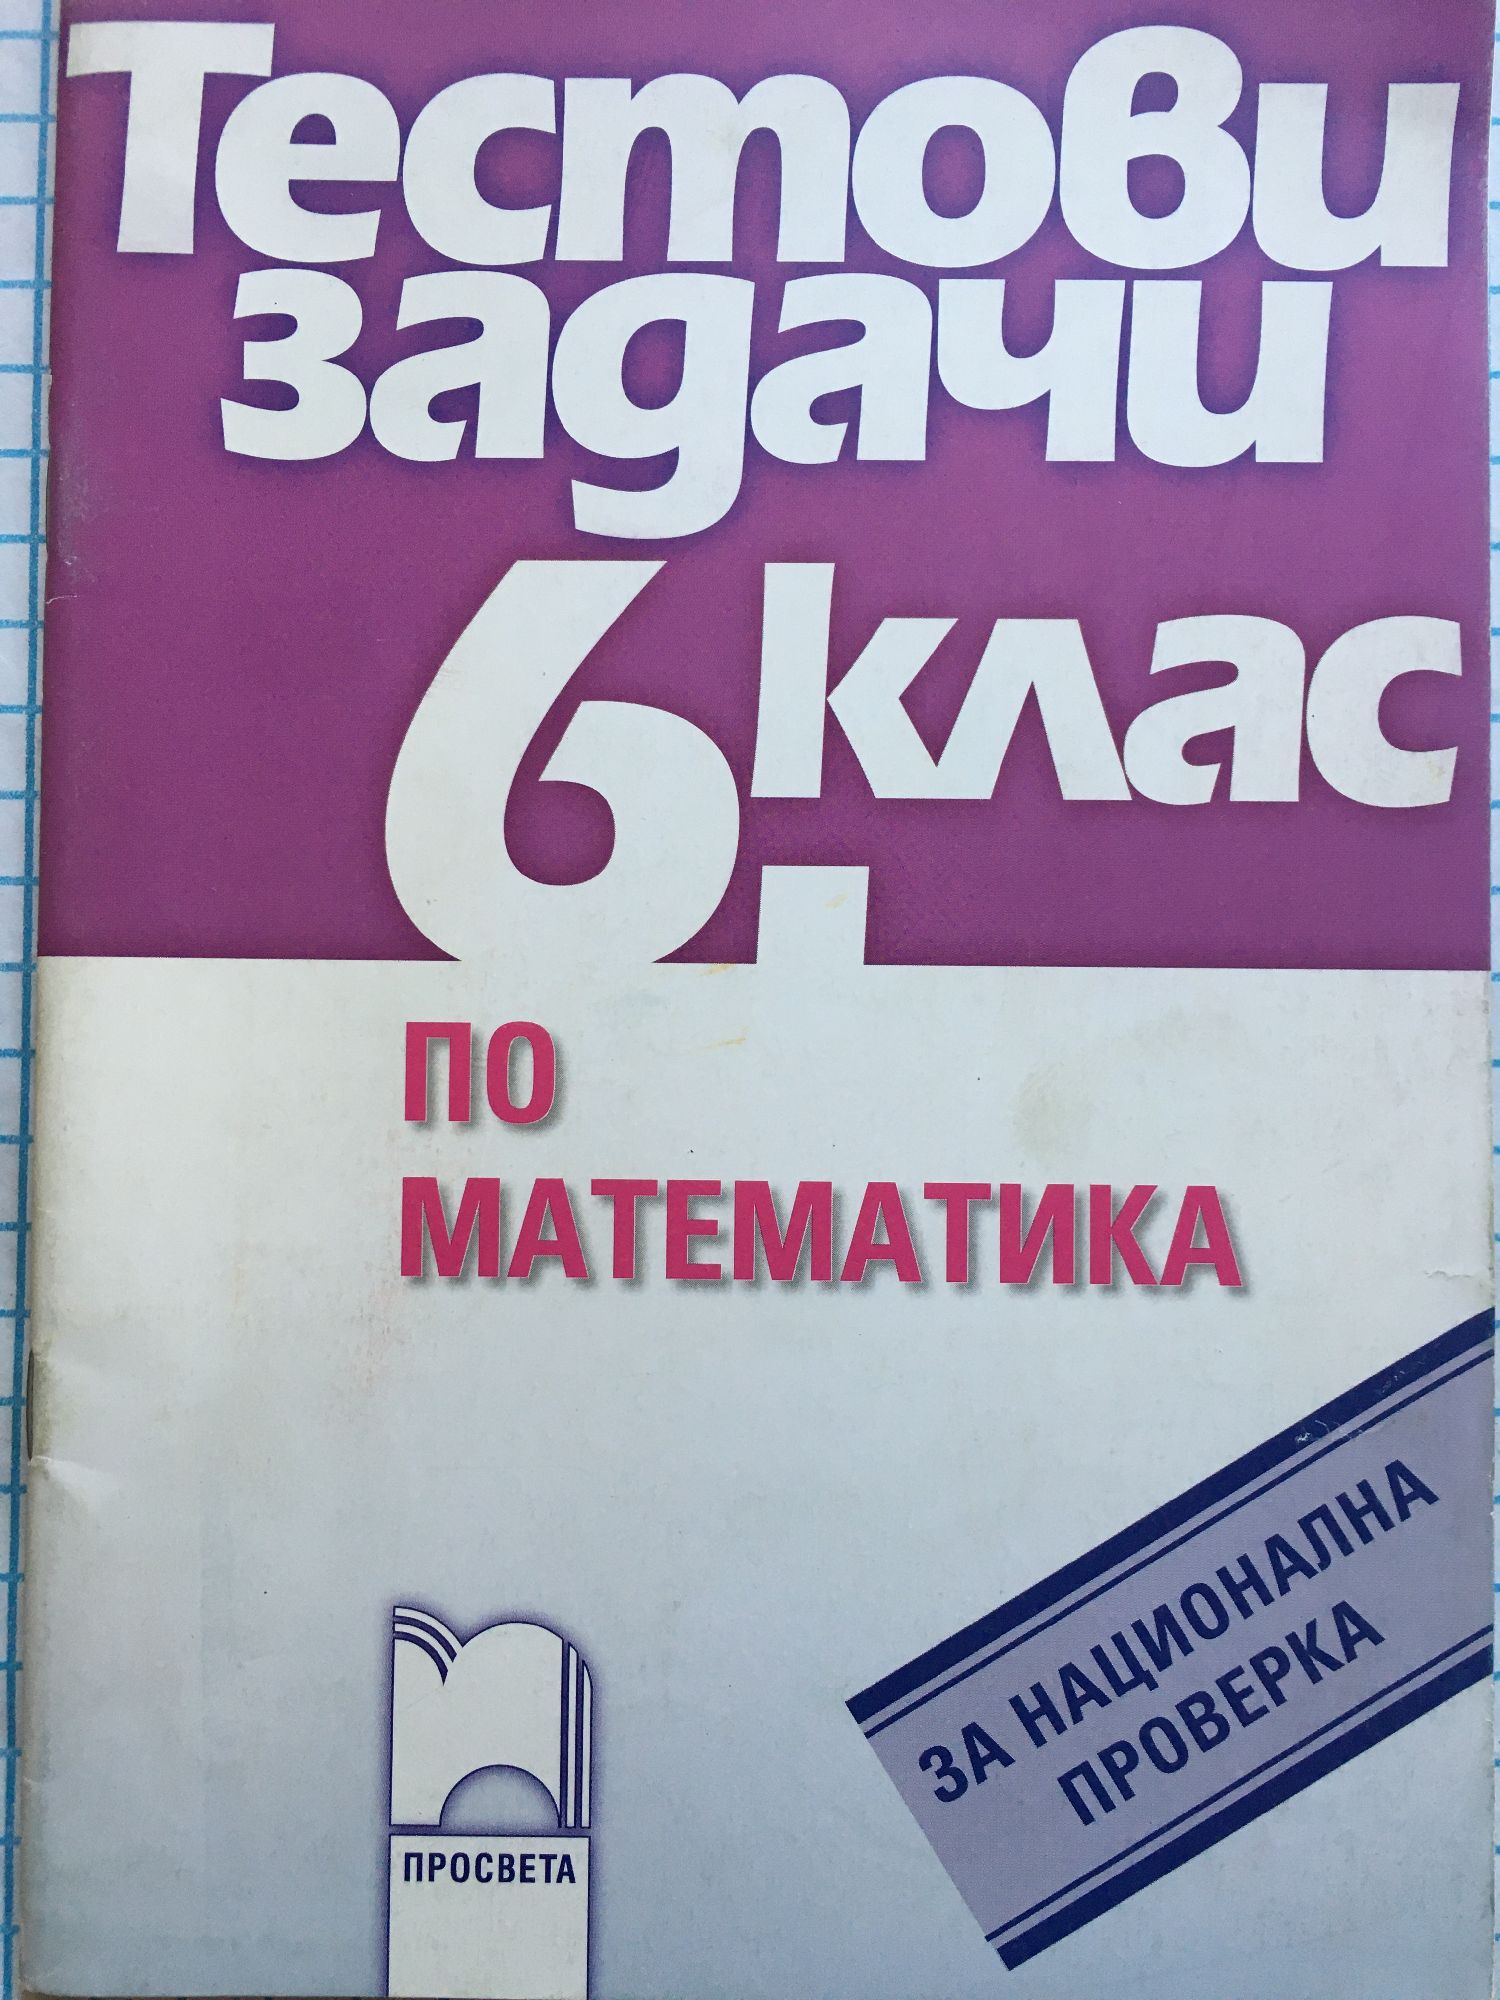 Тестови
задачи
6. клас
ПО
МАТЕМАТИКА
ЗА НАЦИОНАЛНА
ПРОВЕРКА
ПРОСВЕТА